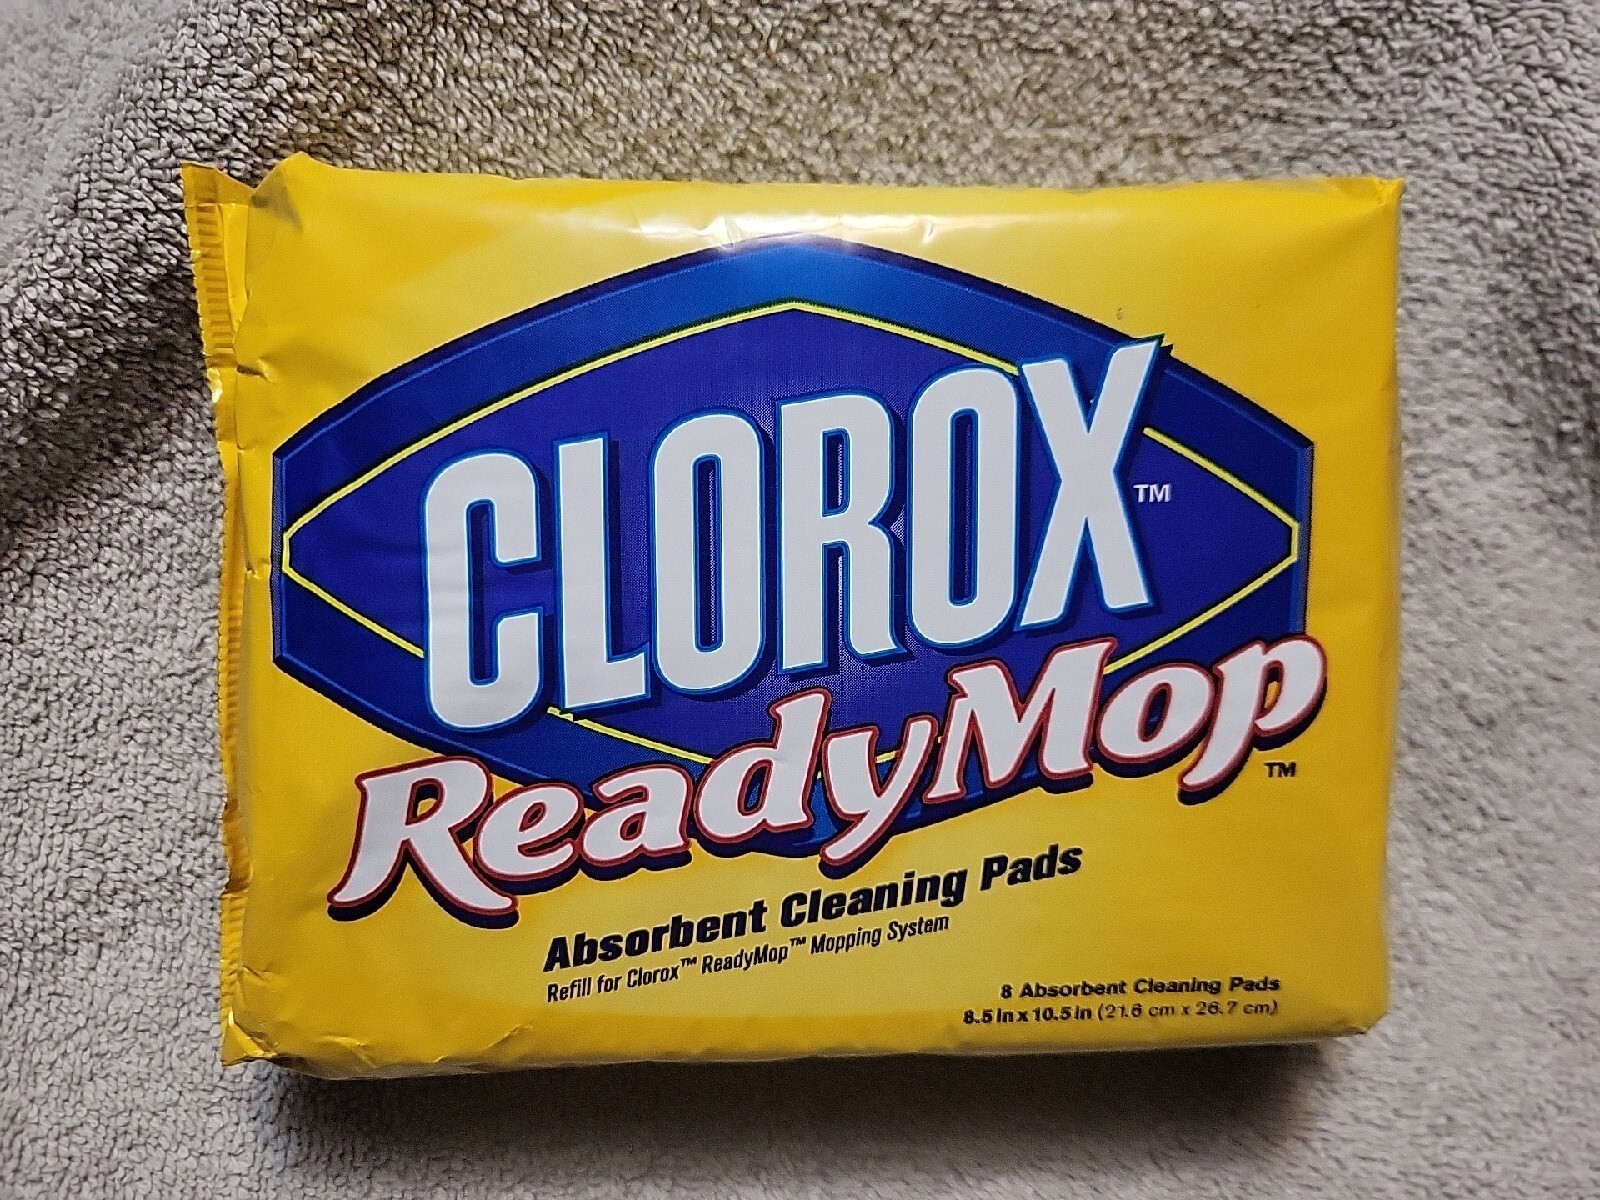 CLOROX™
ReadyMop™
Absorbent Cleaning Pads
Refill for Clorox™ ReadyMop™ Mopping System
8 Absorbent Cleaning Pads
8.5 in x 10.5 in (21.6 cm x 26.7 cm)